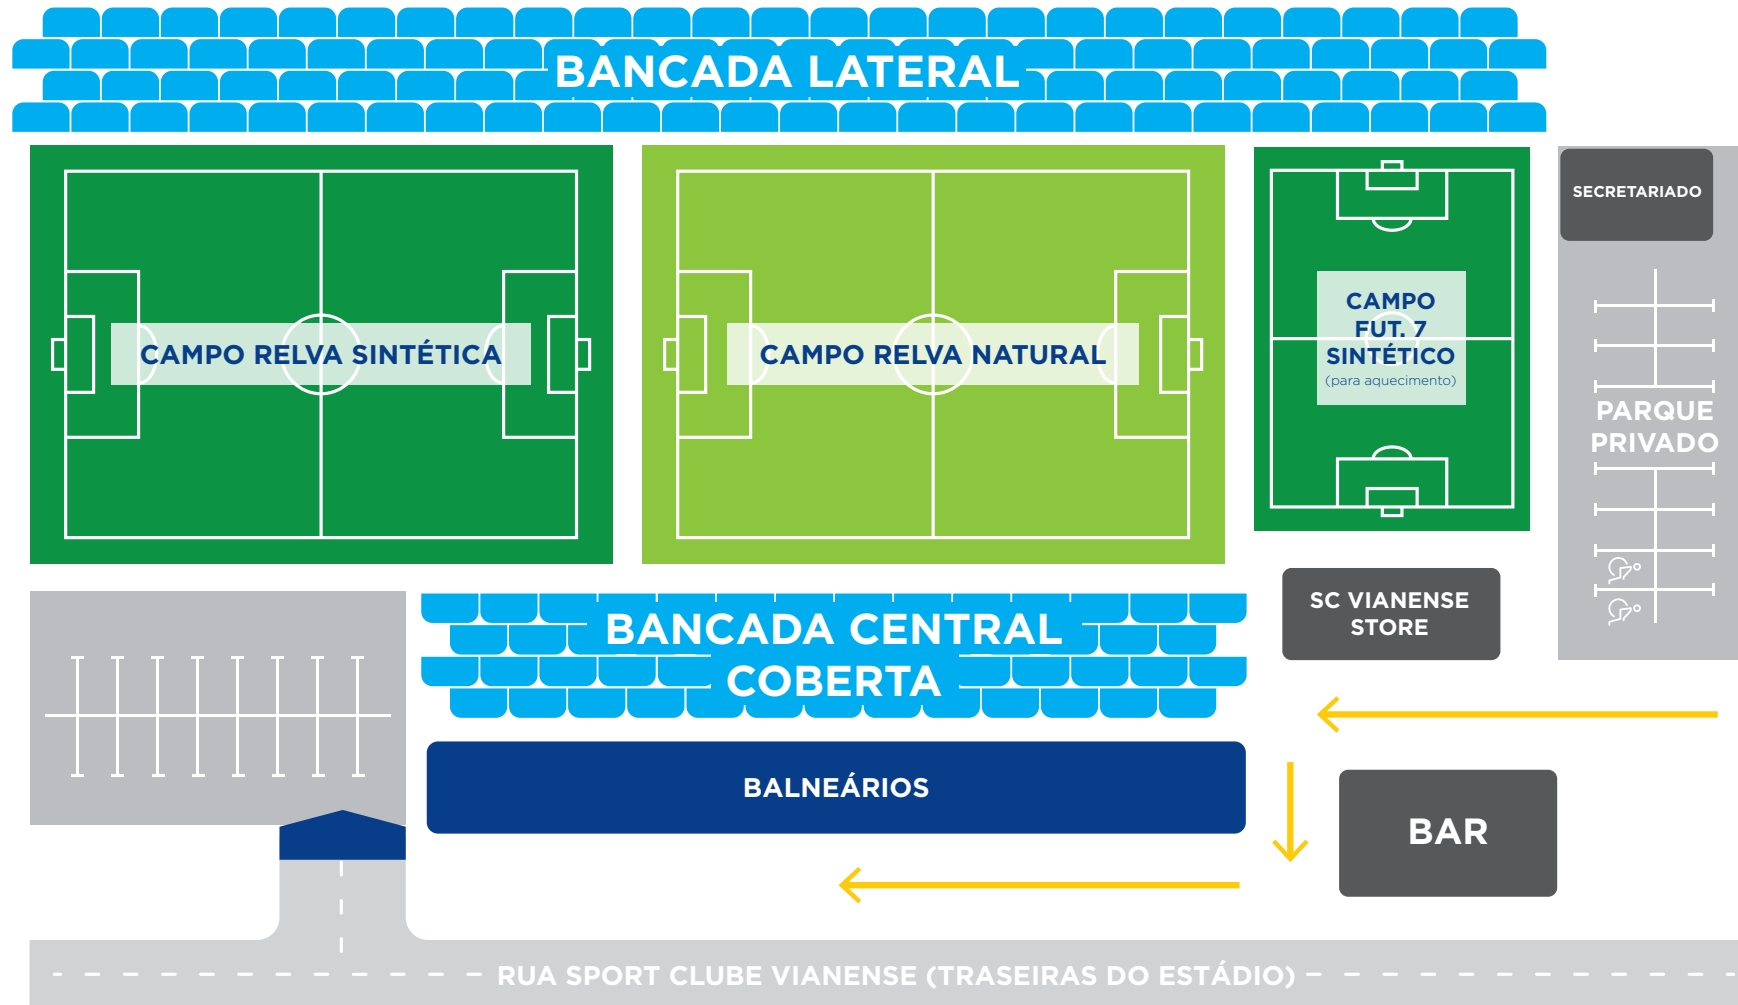 BANCADA LATERAL
SECRETARIADO
CAMPO RELVA SINTÉTICA
CAMPO RELVA NATURAL
CAMPO
FUT. 7
SINTÉTICO
(para aquecimento)
PARQUE
PRIVADO
BANCADA CENTRAL
COBERTA
SC VIANENSE
STORE
BALNEÁRIOS
BAR
RUA SPORT CLUBE VIANENSE (TRASEIRAS DO ESTÁDIO)